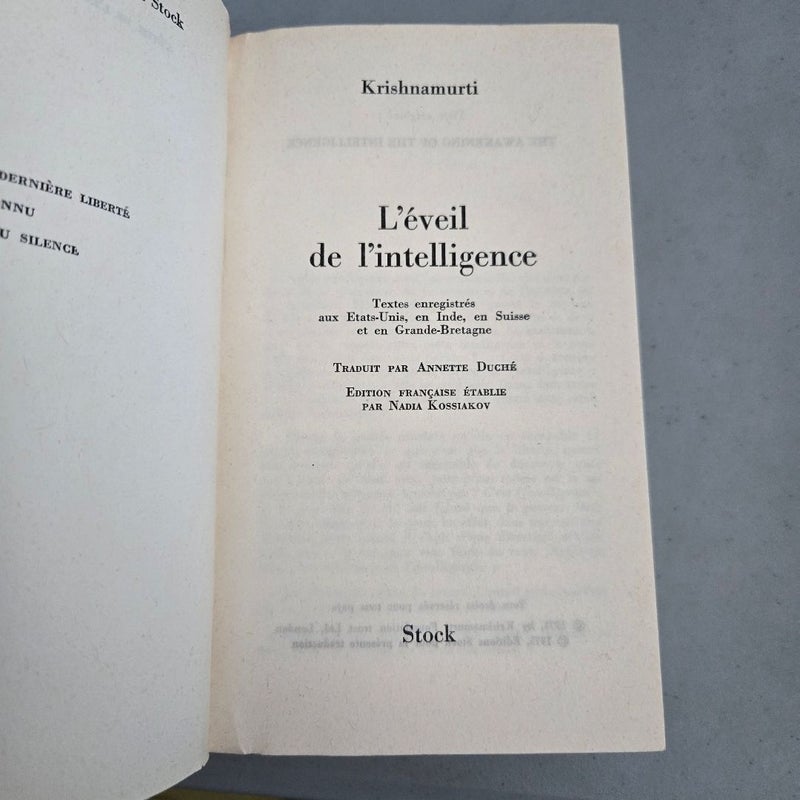 Stock
DERNIÈRE LIBERTÉ
NNU
U SILENCE
Krishnamurti
L'éveil
de l'intelligence
Textes enregistrés
aux Etats-Unis, en Inde, en Suisse
et en Grande-Bretagne
TRADUIT PAR ANNETTE DUCHÉ
EDITION FRANÇAISE ÉTABLIE
PAR NADIA KOSSIAKOV
Stock